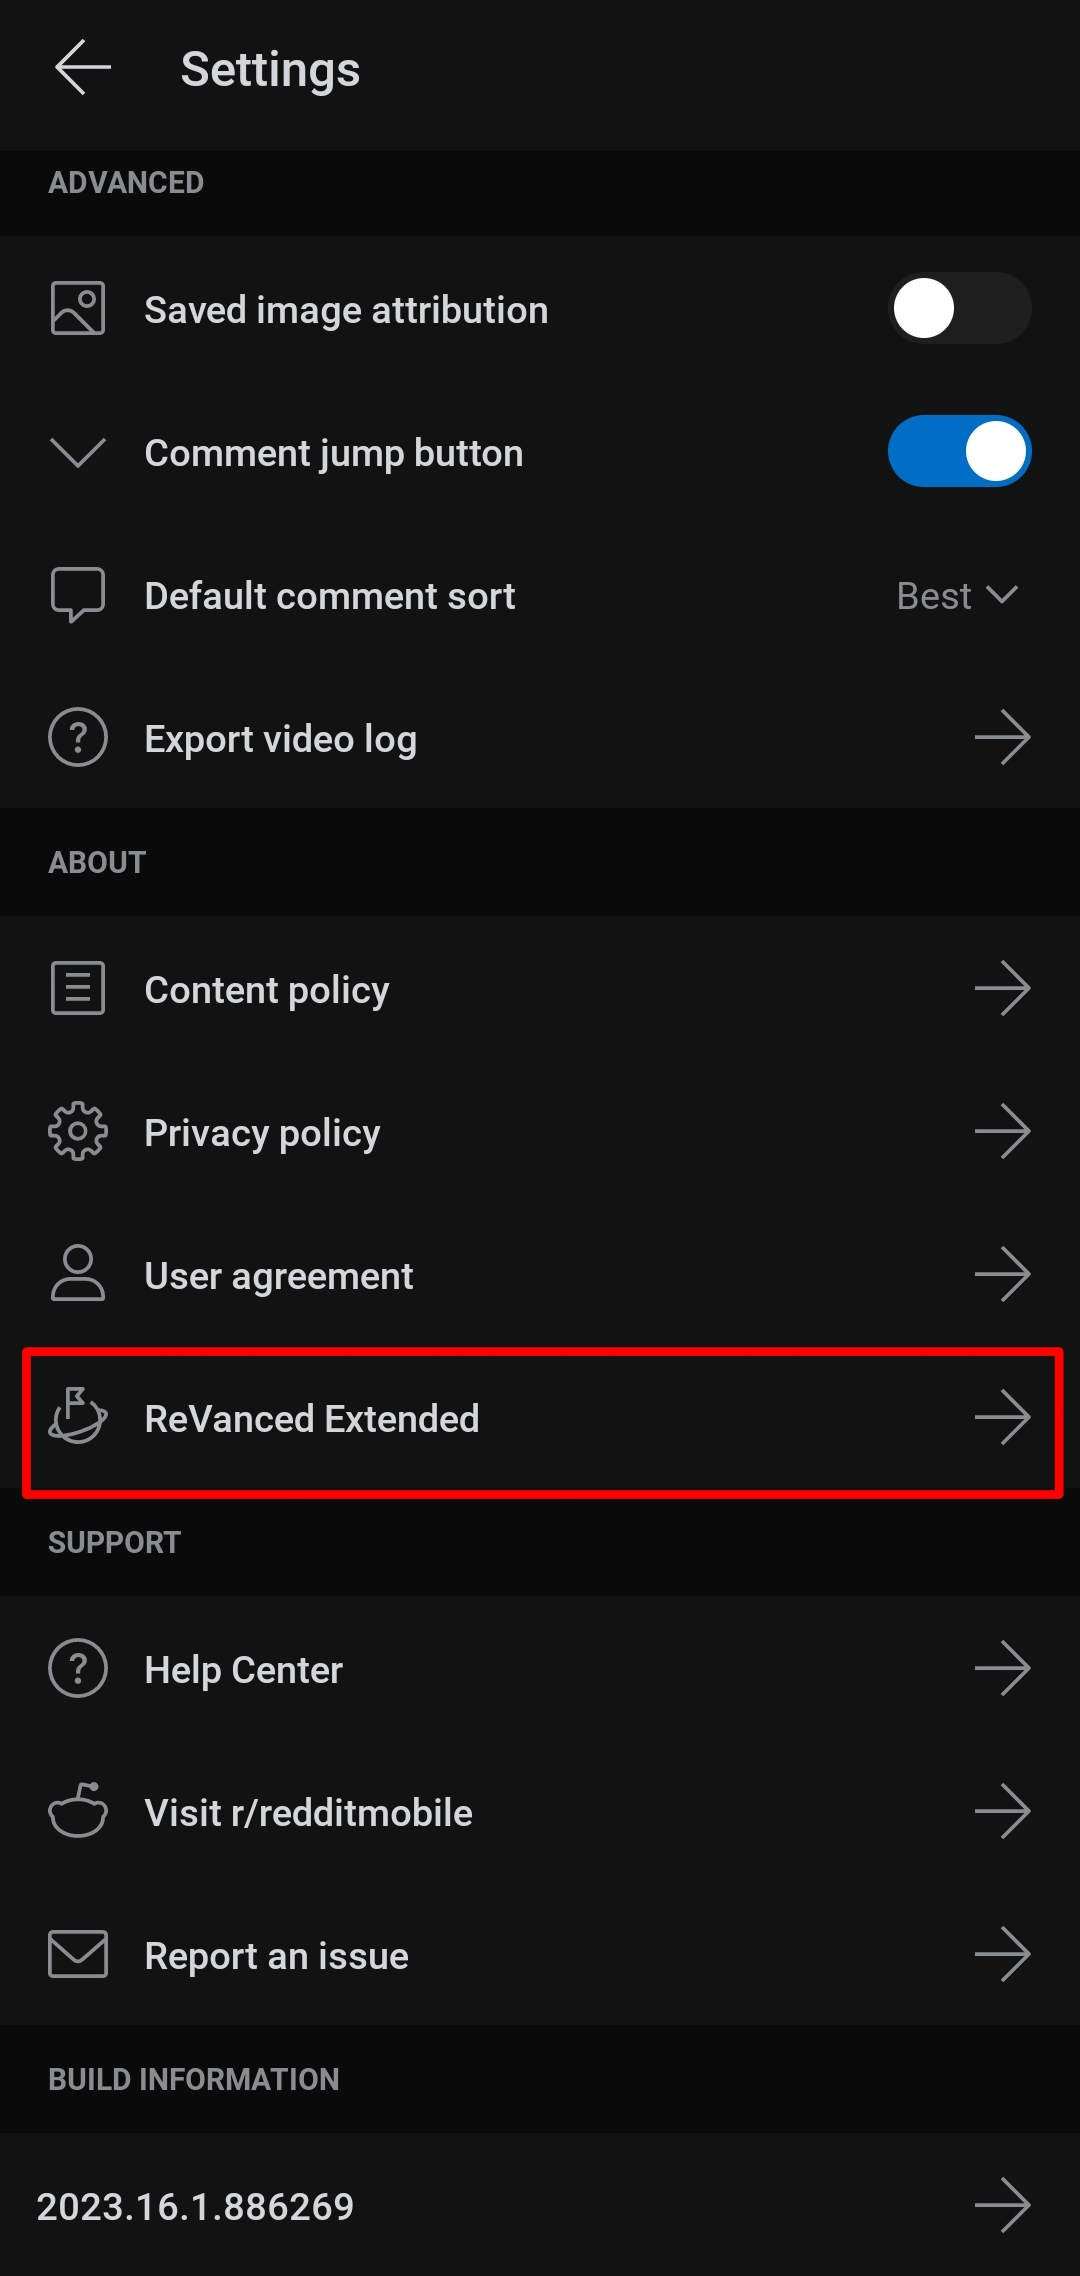 Settings
ADVANCED
Saved image attribution
Comment jump button
Default comment sort
Best
Export video log
ABOUT
Content policy
Privacy policy
User agreement
ReVanced Extended
SUPPORT
Help Center
Visit r/redditmobile
Report an issue
BUILD INFORMATION
2023.16.1.886269